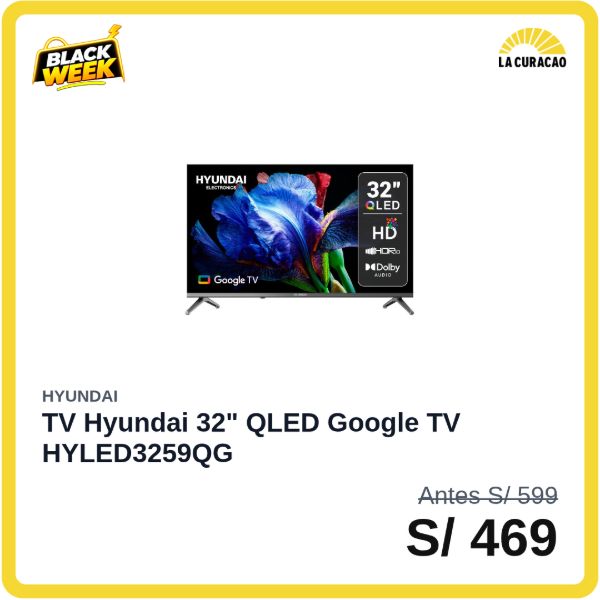 BLACK
WEEK
LA CURACAO
HYUNDAI
ELECTRONICS
32"
QLED
HD
HDR10
Dolby
AUDIO
Google TV
HYUNDAI
TV Hyundai 32" QLED Google TV
HYLED3259QG
Antes S/ 599
S/ 469